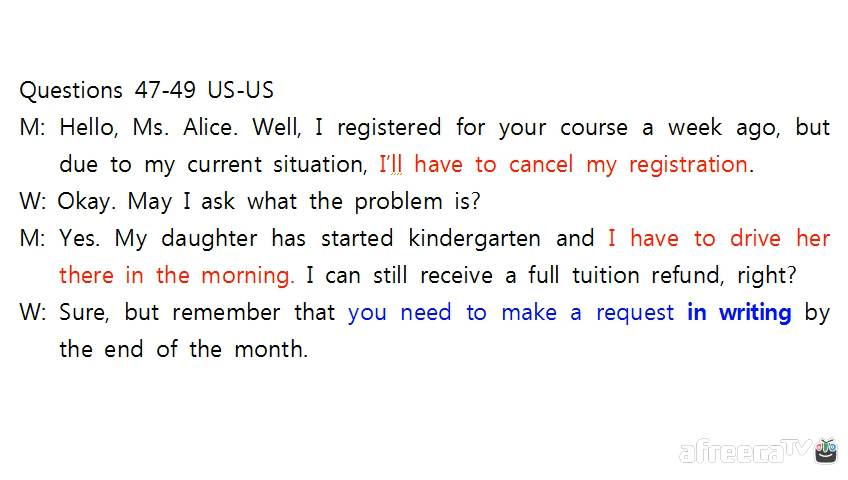 Questions 47-49 US-US
M: Hello, Ms. Alice. Well, I registered for your course a week ago, but
due to my current situation, I'll have to cancel my registration.
W: Okay. May I ask what the problem is?
M: Yes. My daughter has started kindergarten and I have to drive her
there in the morning. I can still receive a full tuition refund, right?
W: Sure, but remember that you need to make a request in writing by
the end of the month.
afreecaTV